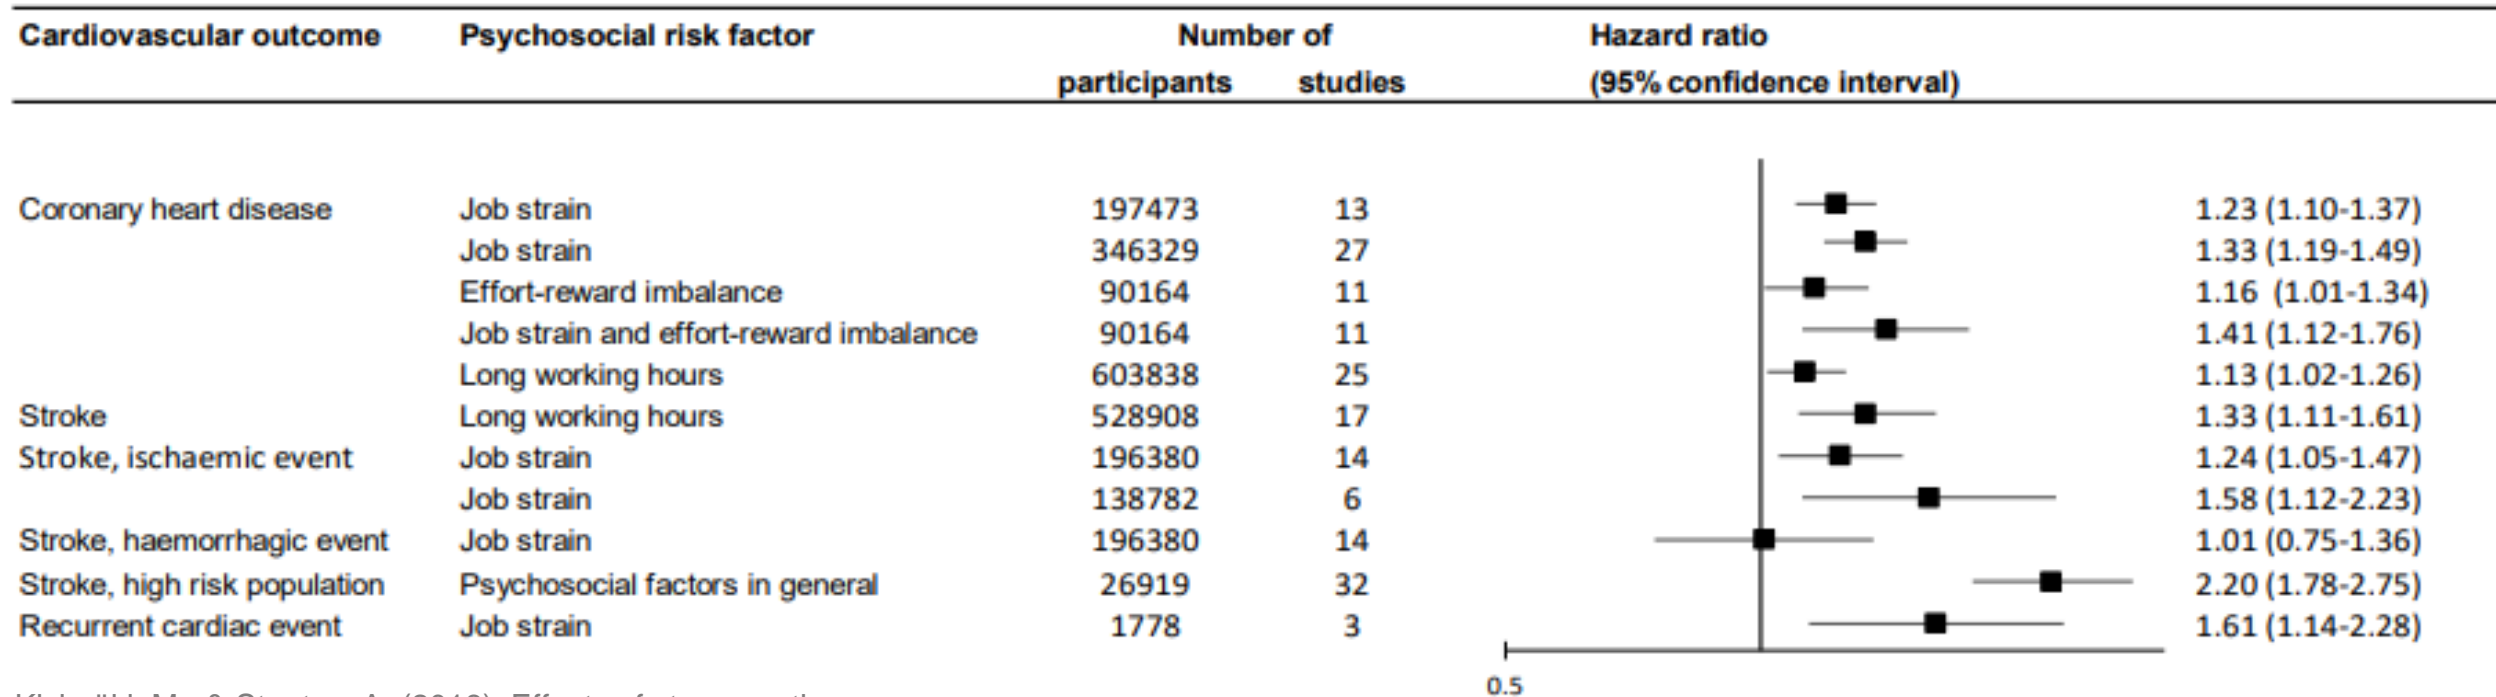 Cardiovascular outcome Psychosocial risk factor Number of Hazard ratio
participants studies (95% confidence interval)
Coronary heart disease Job strain 197473 13 1.23 (1.10-1.37)
Job strain 346329 27 1.33 (1.19-1.49)
Effort-reward imbalance 90164 11 1.16 (1.01-1.34)
Job strain and effort-reward imbalance 90164 11 1.41 (1.12-1.76)
Long working hours 603838 25 1.13 (1.02-1.26)
Stroke Long working hours 528908 17 1.33 (1.11-1.61)
Stroke, ischaemic event Job strain 196380 14 1.24 (1.05-1.47)
Job strain 138782 6 1.58 (1.12-2.23)
Stroke, haemorrhagic event Job strain 196380 14 1.01 (0.75-1.36)
Stroke, high risk population Psychosocial factors in general 26919 32 2.20 (1.78-2.75)
Recurrent cardiac event Job strain 1778 3 1.61 (1.14-2.28)
0.5